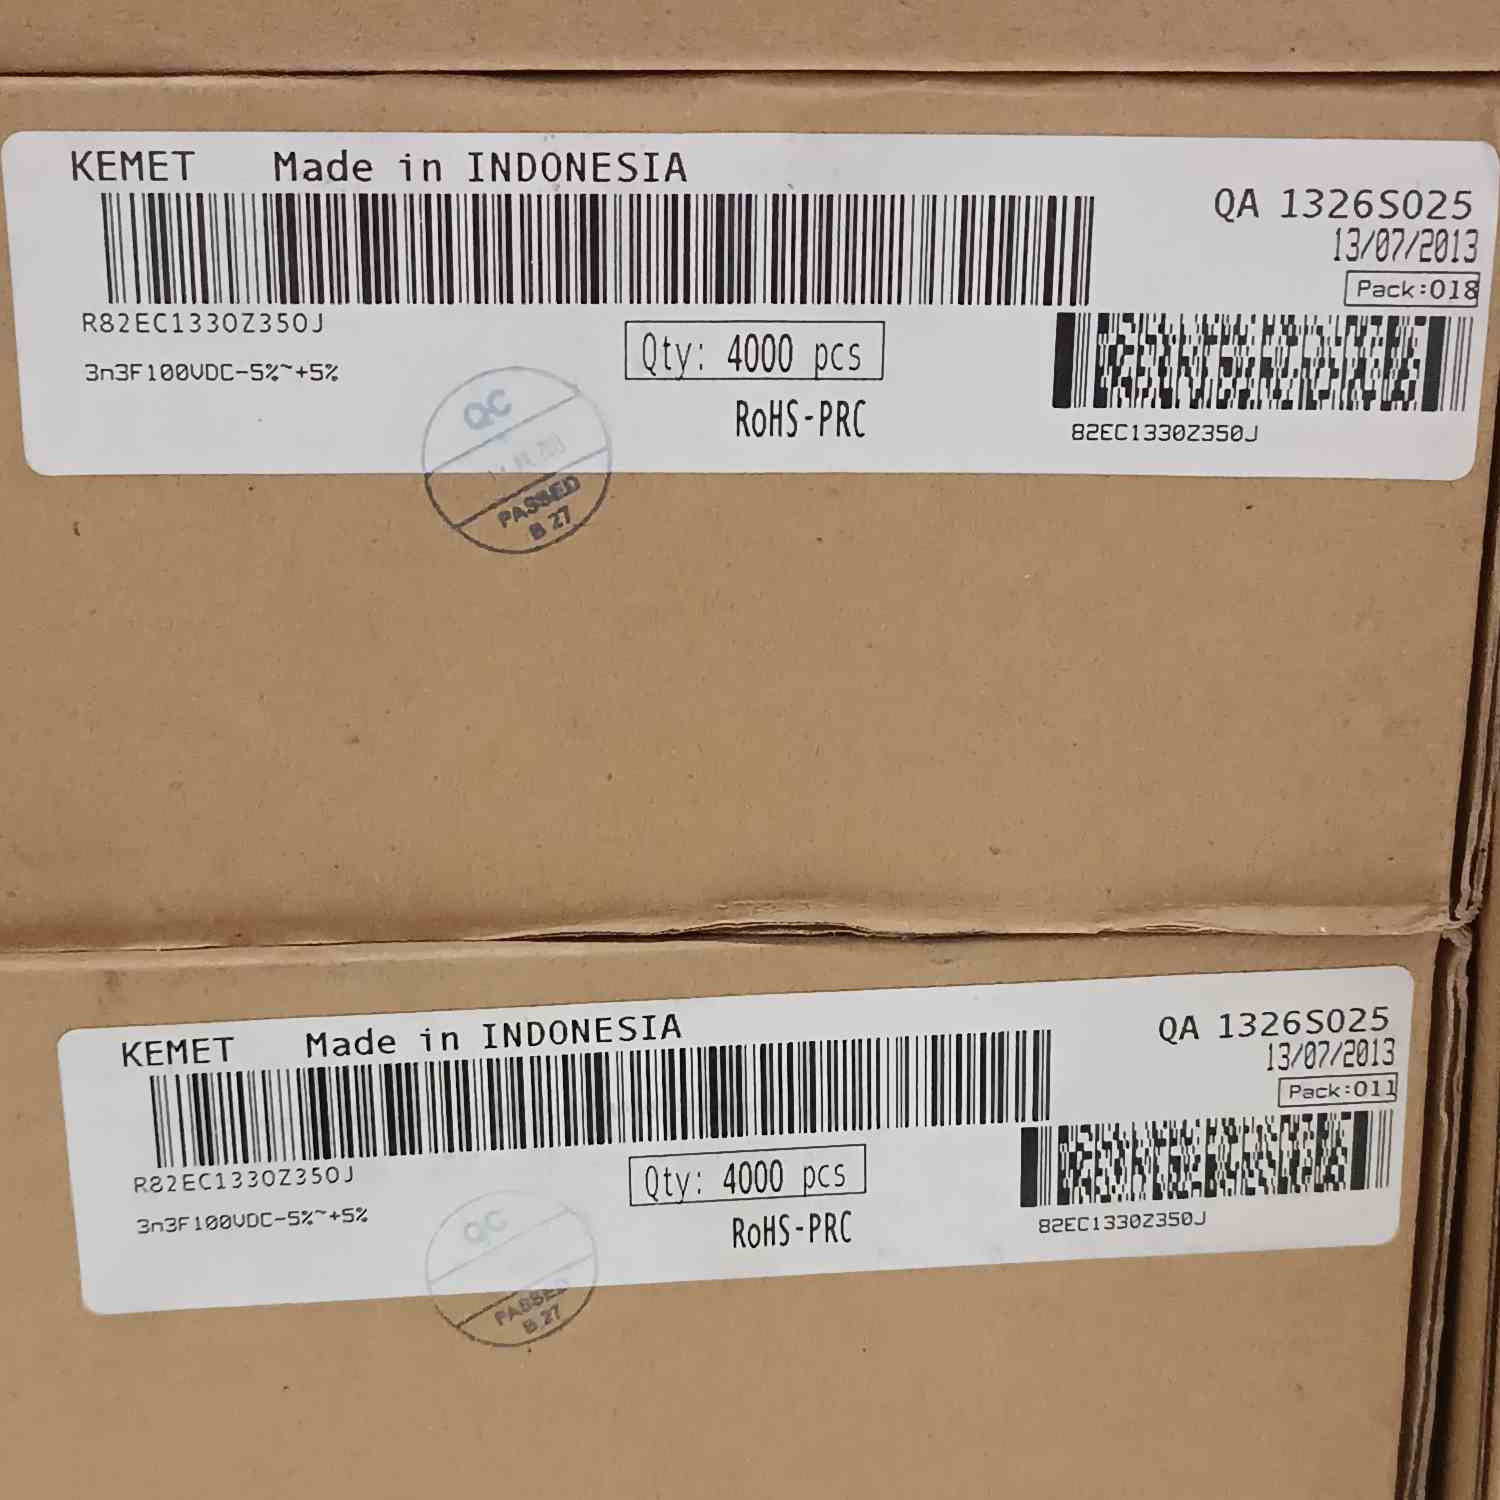 KEMET Made in INDONESIA
QA 1326S025
13/07/2013
Pack:018
R82EC1330Z350J
Qty: 4000 pcs
3n3F100VDC-5%~+5%
RoHS-PRC
82EC1330Z350J
QC
PASSED
B 27
KEMET Made in INDONESIA
QA 1326S025
13/07/2013
Pack:011
R82EC1330Z350J
Qty: 4000 pcs
3n3F100VDC-5%~+5%
RoHS-PRC
82EC1330Z350J
QC
PASSED
B 27